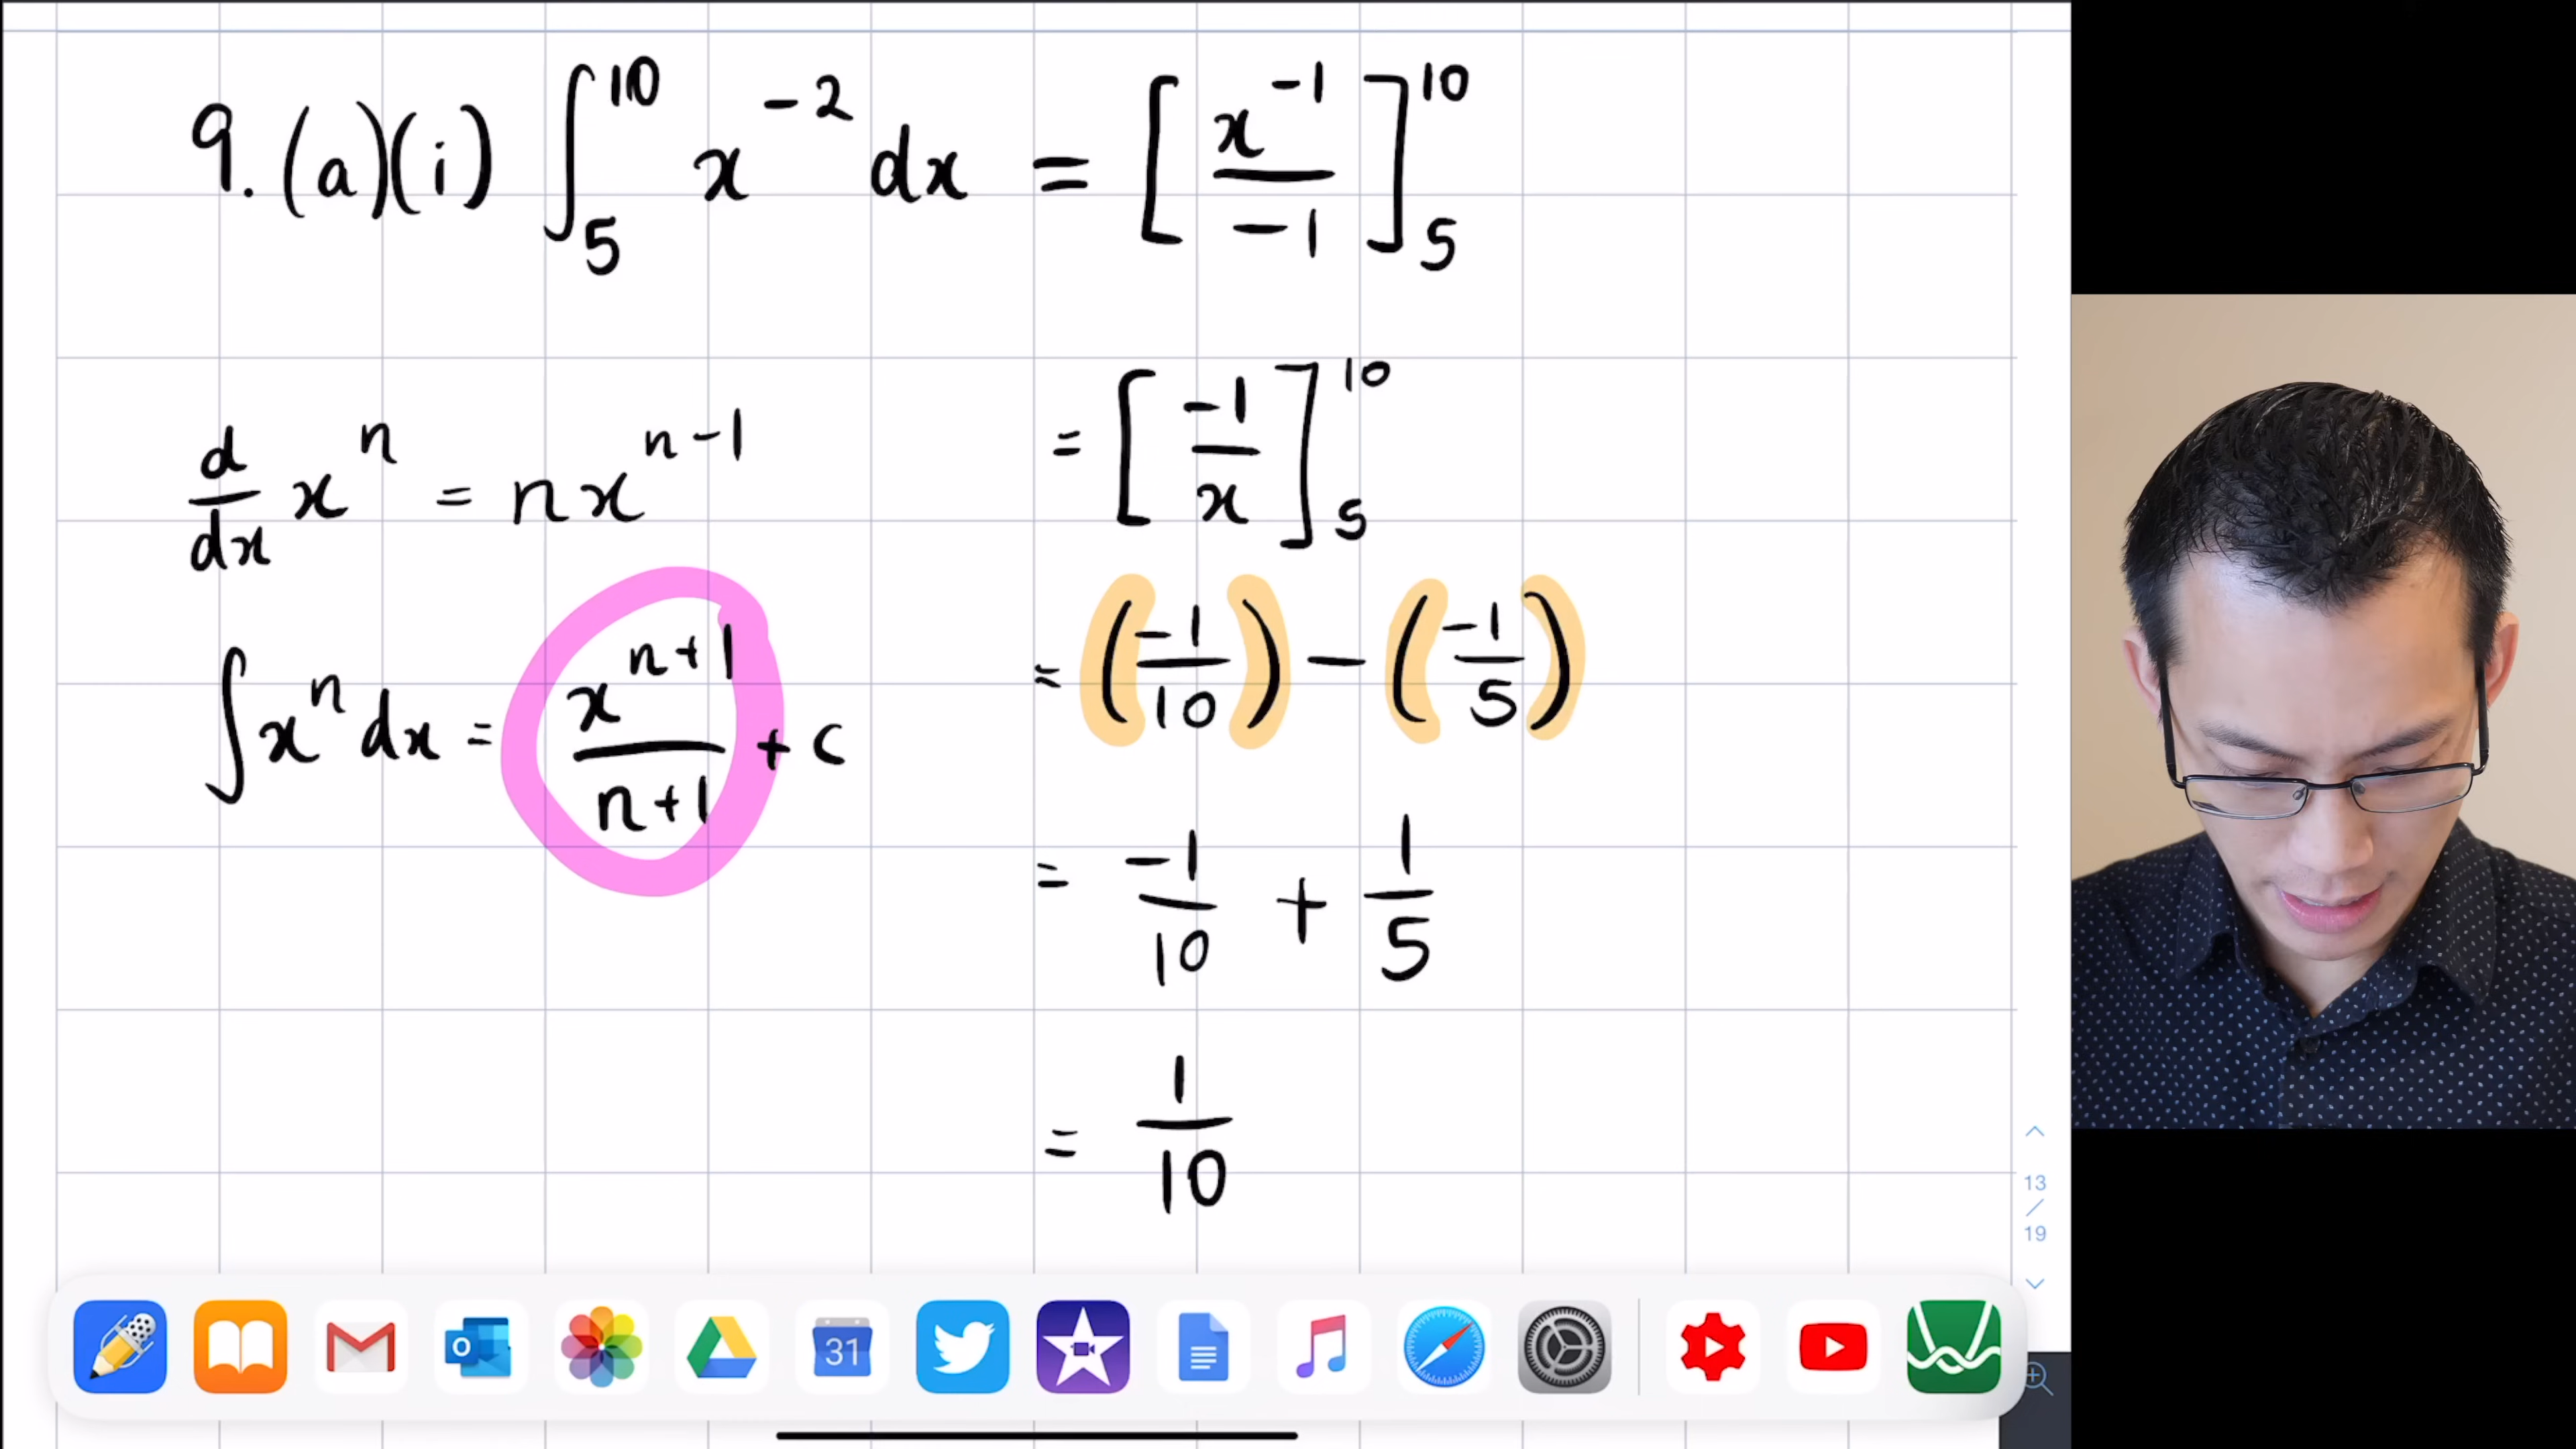 9. (a)(i) ∫₅¹⁰ x⁻² dx = [x⁻¹/-1]₅¹⁰
= [-1/x]₅¹⁰
d/dx xⁿ = nxⁿ⁻¹
= (-1/10) - (-1/5)
∫xⁿ dx = xⁿ⁺¹/n+1 + c
= -1/10 + 1/5
= 1/10
13
/
19
31